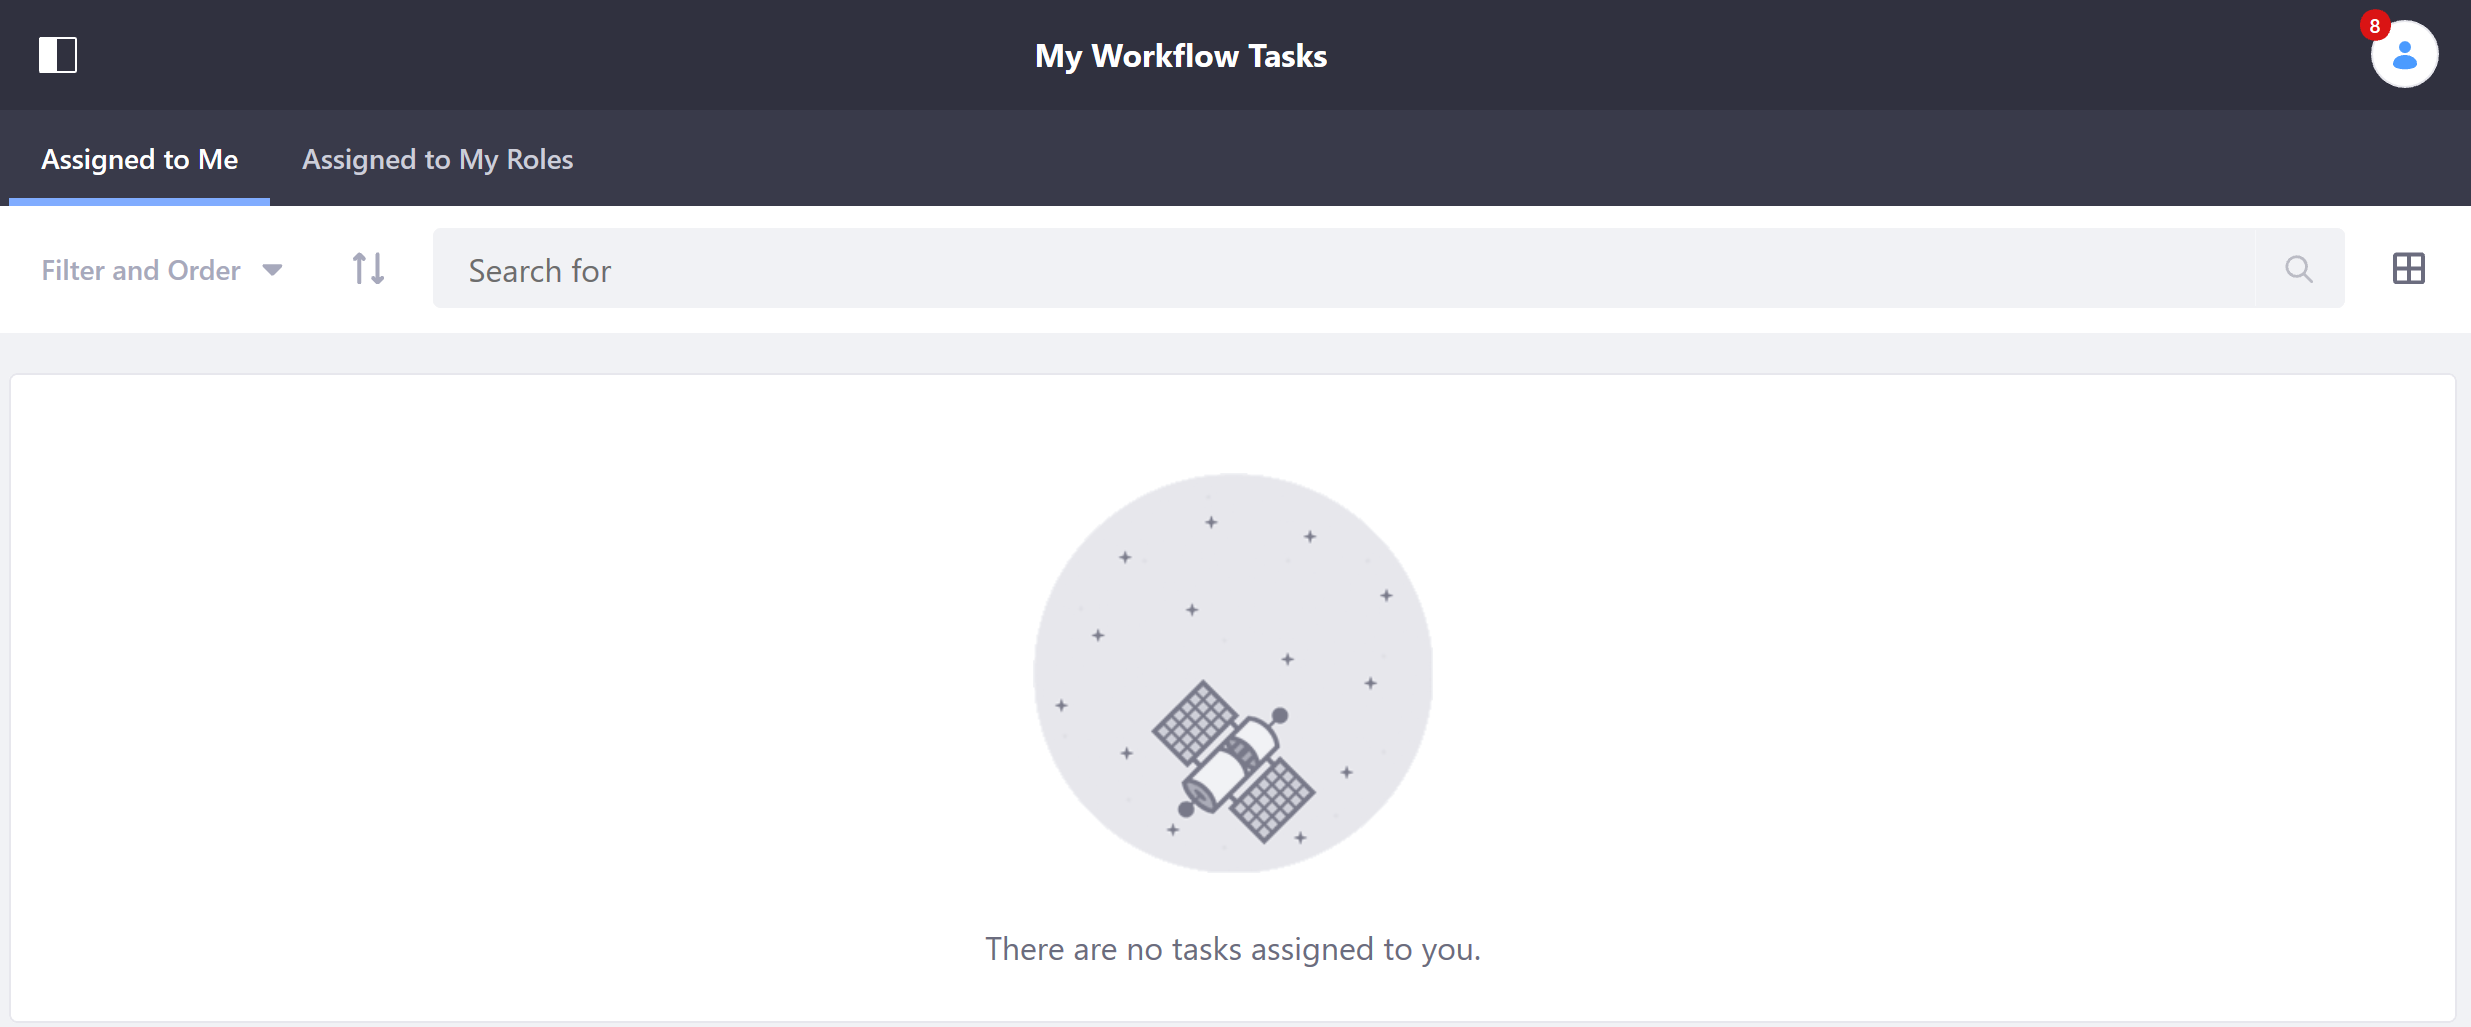 My Workflow Tasks
8
Assigned to Me
Assigned to My Roles
Filter and Order
Search for
There are no tasks assigned to you.